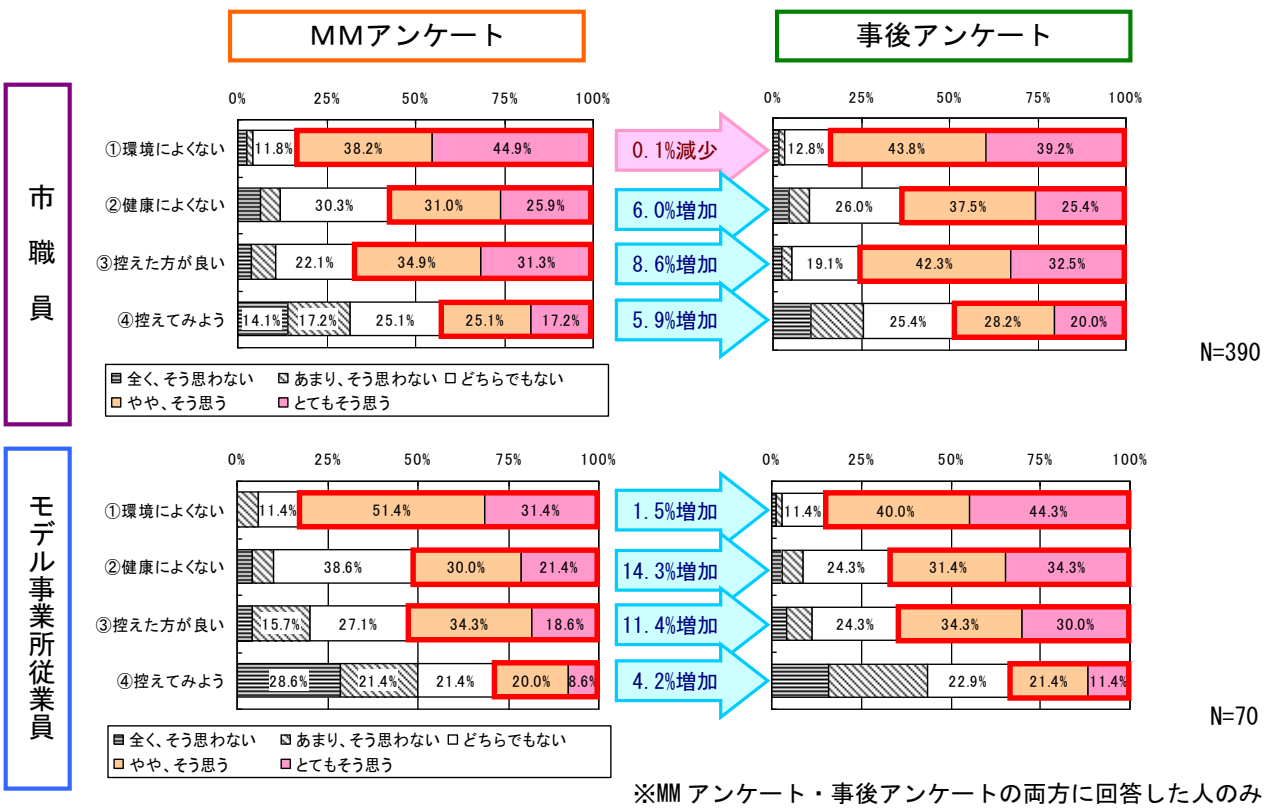 MMアンケート
事後アンケート
市職員
0% 25% 50% 75% 100%
①環境によくない 11.8% 38.2% 44.9%
②健康によくない 30.3% 31.0% 25.9%
③控えた方が良い 22.1% 34.9% 31.3%
④控えてみよう 14.1% 17.2% 25.1% 25.1% 17.2%
0.1%減少
6.0%増加
8.6%増加
5.9%増加
0% 25% 50% 75% 100%
12.8% 43.8% 39.2%
26.0% 37.5% 25.4%
19.1% 42.3% 32.5%
25.4% 28.2% 20.0%
N=390
全く、そう思わない あまり、そう思わない どちらでもない
やや、そう思う とてもそう思う
モデル事業所従業員
0% 25% 50% 75% 100%
①環境によくない 11.4% 51.4% 31.4%
②健康によくない 38.6% 30.0% 21.4%
③控えた方が良い 15.7% 27.1% 34.3% 18.6%
④控えてみよう 28.6% 21.4% 21.4% 20.0% 8.6%
1.5%増加
14.3%増加
11.4%増加
4.2%増加
0% 25% 50% 75% 100%
11.4% 40.0% 44.3%
24.3% 31.4% 34.3%
24.3% 34.3% 30.0%
22.9% 21.4% 11.4%
N=70
全く、そう思わない あまり、そう思わない どちらでもない
やや、そう思う とてもそう思う
※MMアンケート・事後アンケートの両方に回答した人のみ